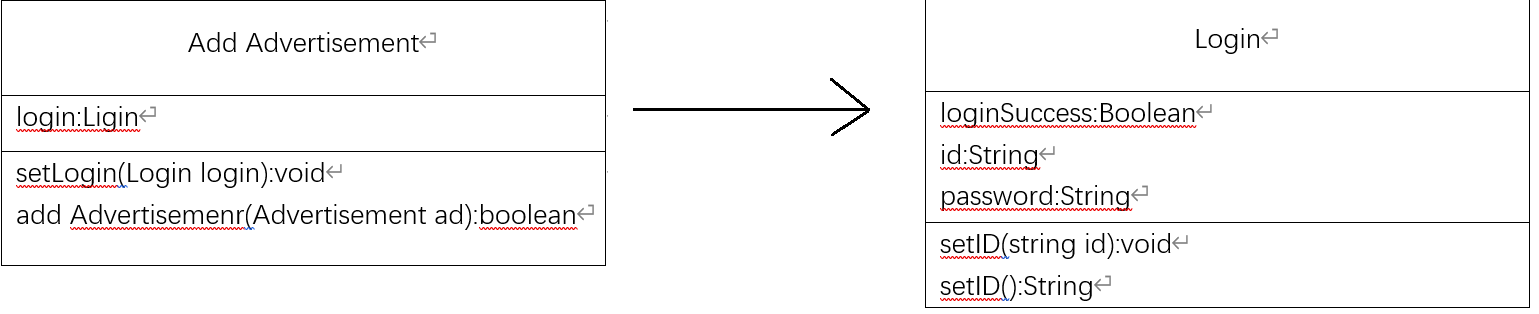 Add Advertisement
login:Ligin
setLogin(Login login):void
add Advertisemenr(Advertisement ad):boolean
Login
loginSuccess:Boolean
id:String
password:String
setID(string id):void
setID():String